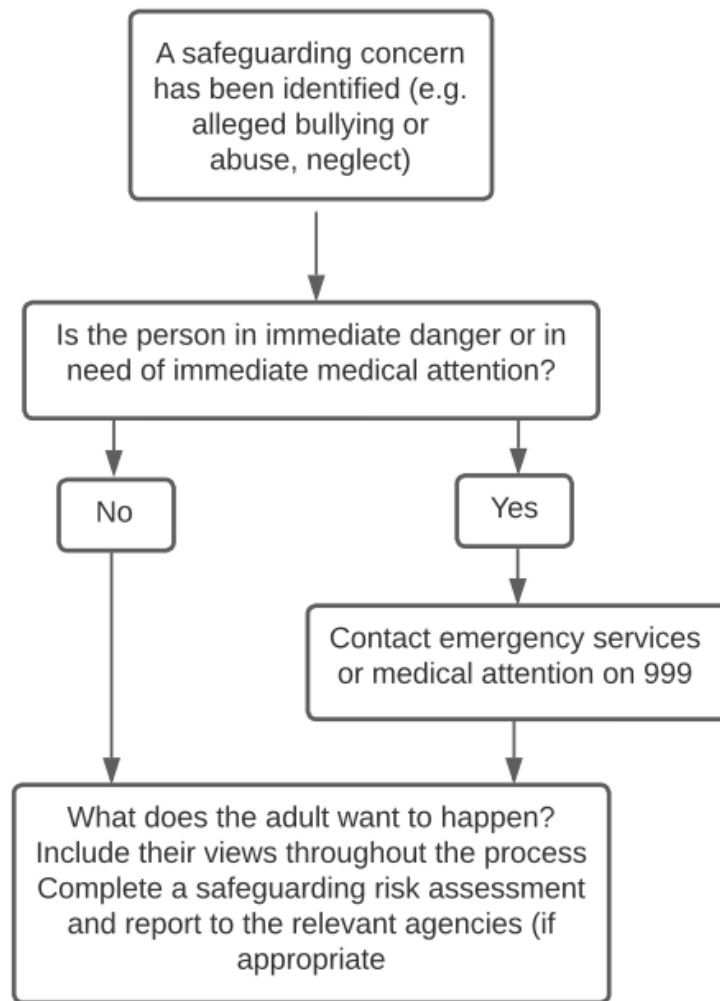 A safeguarding concern
has been identified (e.g.
alleged bullying or
abuse, neglect)
Is the person in immediate danger or in
need of immediate medical attention?
No
Yes
Contact emergency services
or medical attention on 999
What does the adult want to happen?
Include their views throughout the process
Complete a safeguarding risk assessment
and report to the relevant agencies (if
appropriate